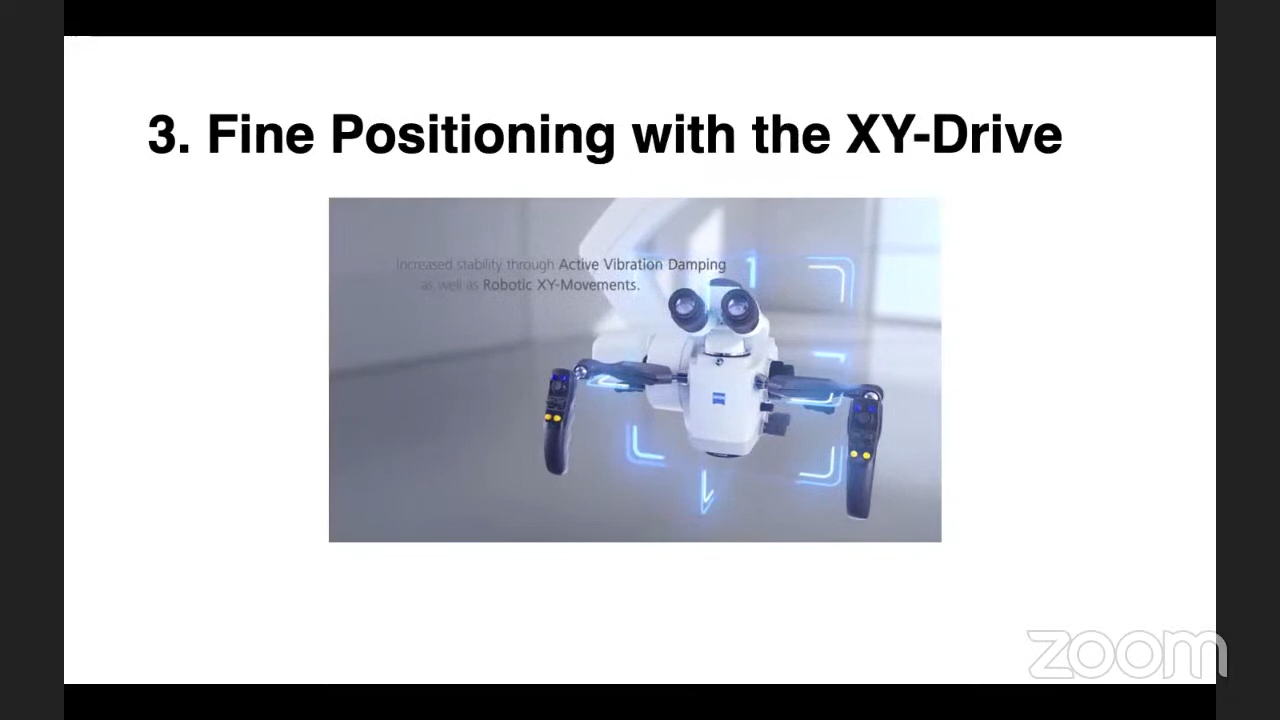 3. Fine Positioning with the XY-Drive
Increased stability through Active Vibration Damping
as well as Robotic XY-Movements.
zoom